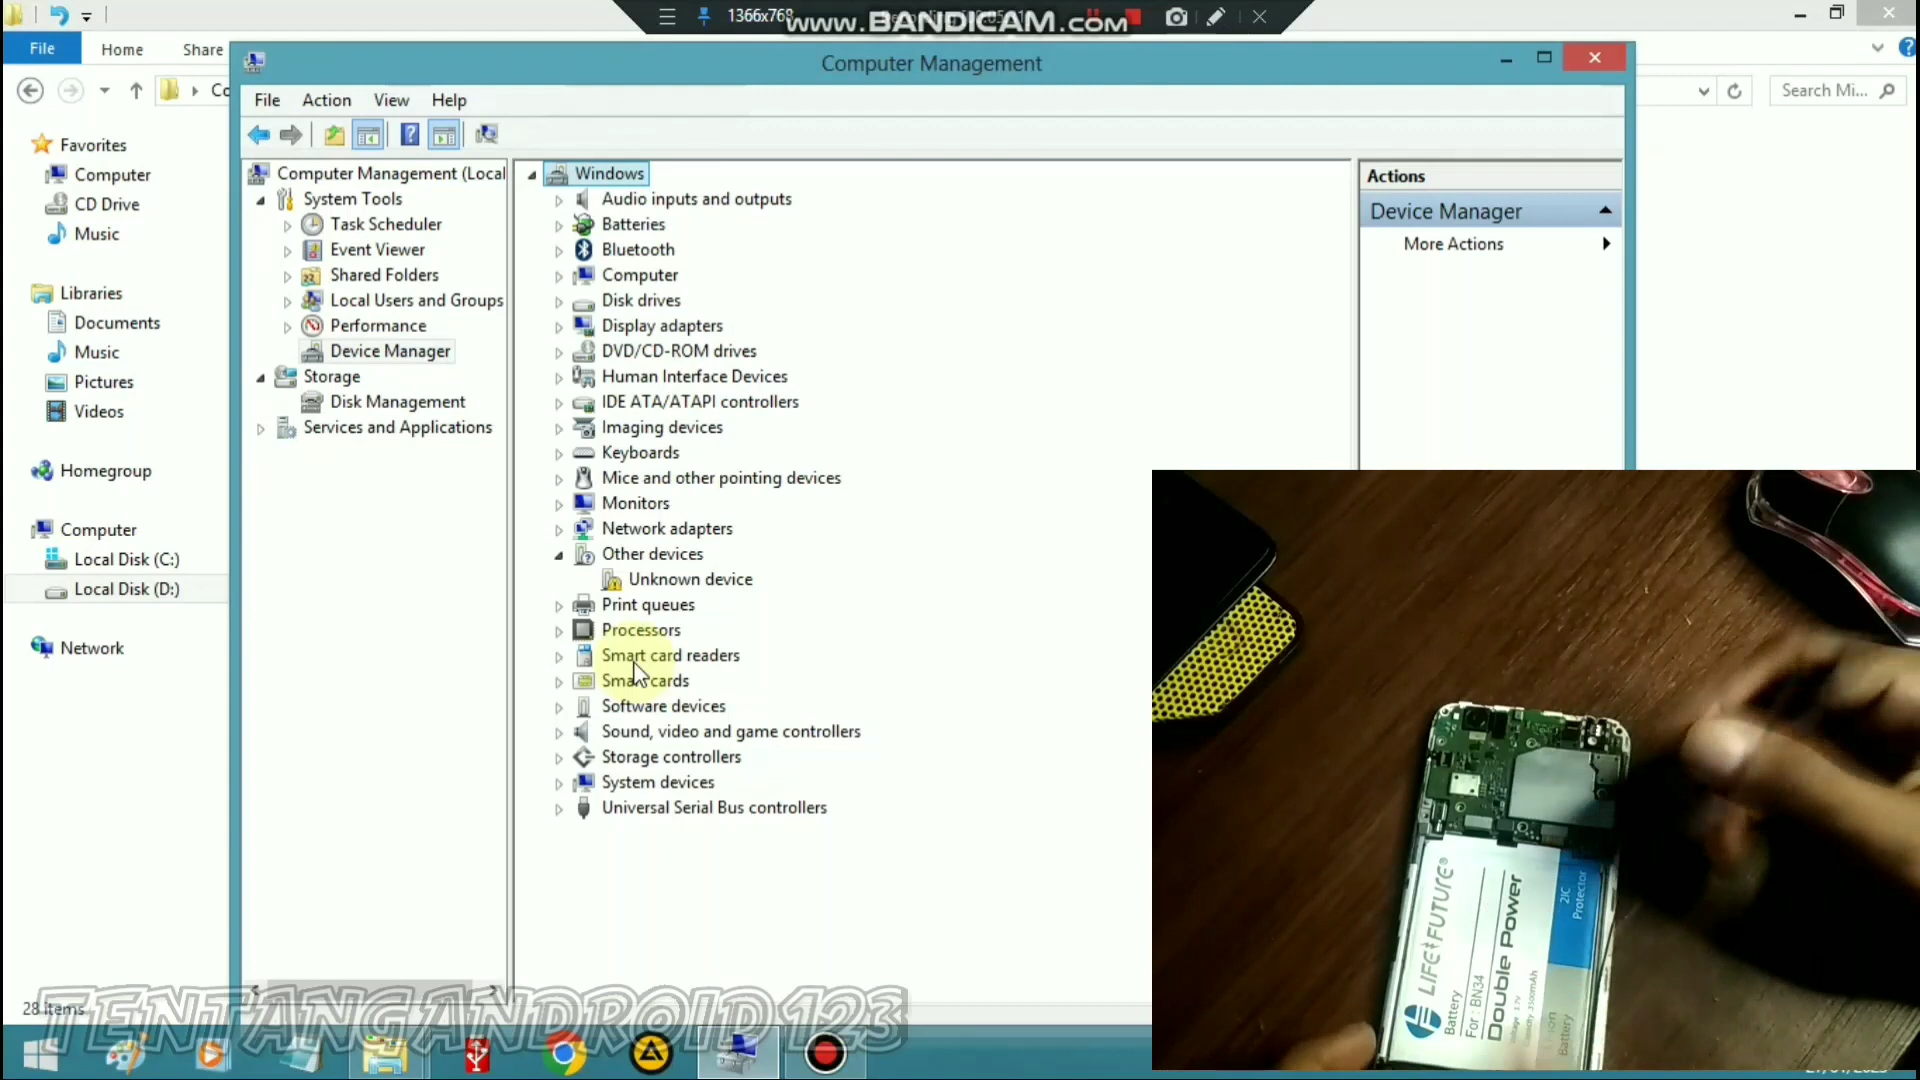 1366x768
www.BANDICAM.com
File
Home
Share
Computer Management
File
Action
View
Help
Search Mi...
Favorites
Computer
CD Drive
Music
Libraries
Documents
Music
Pictures
Videos
Homegroup
Computer
Local Disk (C:)
Local Disk (D:)
Network
28 items
Computer Management (Local
System Tools
Task Scheduler
Event Viewer
Shared Folders
Local Users and Groups
Performance
Device Manager
Storage
Disk Management
Services and Applications
Windows
Audio inputs and outputs
Batteries
Bluetooth
Computer
Disk drives
Display adapters
DVD/CD-ROM drives
Human Interface Devices
IDE ATA/ATAPI controllers
Imaging devices
Keyboards
Mice and other pointing devices
Monitors
Network adapters
Other devices
Unknown device
Print queues
Processors
Smart card readers
Smart cards
Software devices
Sound, video and game controllers
Storage controllers
System devices
Universal Serial Bus controllers
Actions
Device Manager
More Actions
TENTANGANDROID123
LIFE FUTURE®
Battery
For : BN34
Double Power
2IC
Protector
Battery